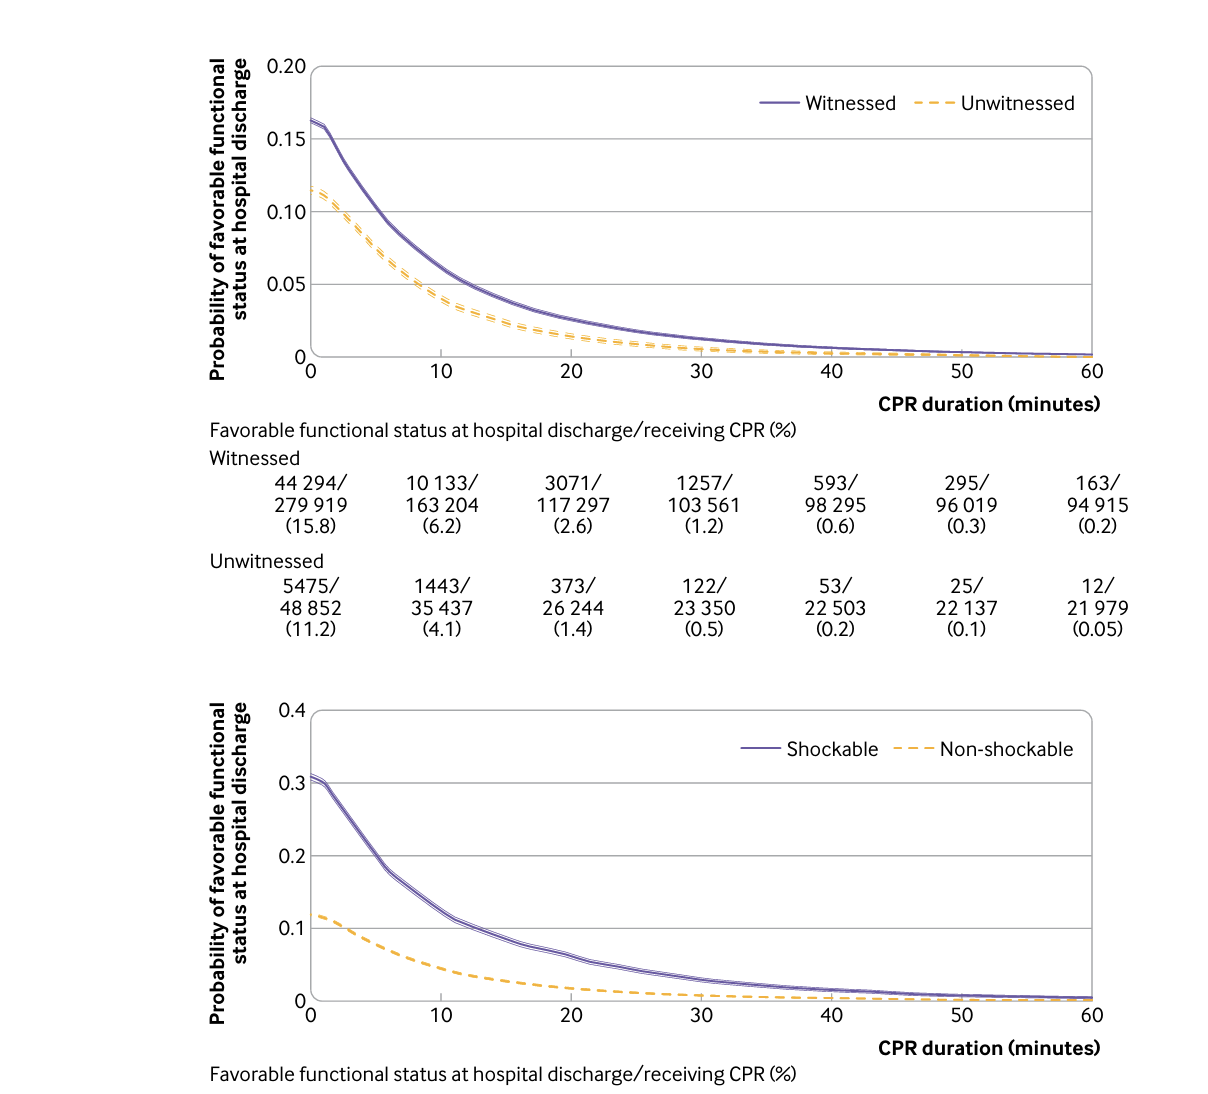 Probability of favorable functional
status at hospital discharge
0.20
0.15
0.10
0.05
0
Witnessed Unwitnessed
0 10 20 30 40 50 60
CPR duration (minutes)
Favorable functional status at hospital discharge/receiving CPR (%)
Witnessed
44 294/ 10 133/ 3071/ 1257/ 593/ 295/ 163/
279 919 163 204 117 297 103 561 98 295 96 019 94 915
(15.8) (6.2) (2.6) (1.2) (0.6) (0.3) (0.2)
Unwitnessed
5475/ 1443/ 373/ 122/ 53/ 25/ 12/
48 852 35 437 26 244 23 350 22 503 22 137 21 979
(11.2) (4.1) (1.4) (0.5) (0.2) (0.1) (0.05)
Probability of favorable functional
status at hospital discharge
0.4
0.3
0.2
0.1
0
Shockable Non-shockable
0 10 20 30 40 50 60
CPR duration (minutes)
Favorable functional status at hospital discharge/receiving CPR (%)